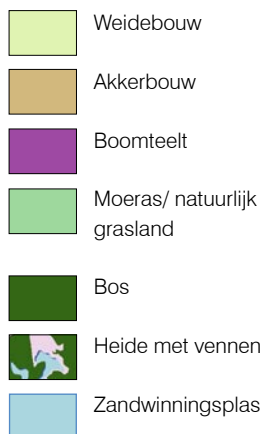 Weidebouw
Akkerbouw
Boomteelt
Moeras/ natuurlijk
grasland
Bos
Heide met vennen
Zandwinningsplas